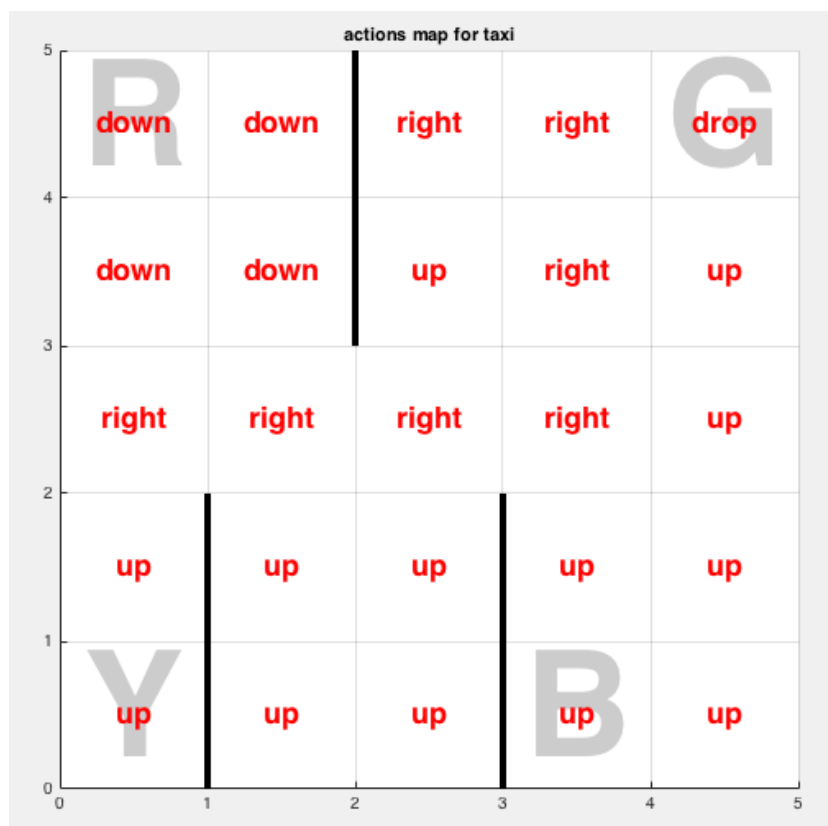 actions map for taxi
5
R G
down down right right drop
4
down down up right up
3
right right right right up
2
up up up up up
1
Y B
up up up up up
0
0 1 2 3 4 5